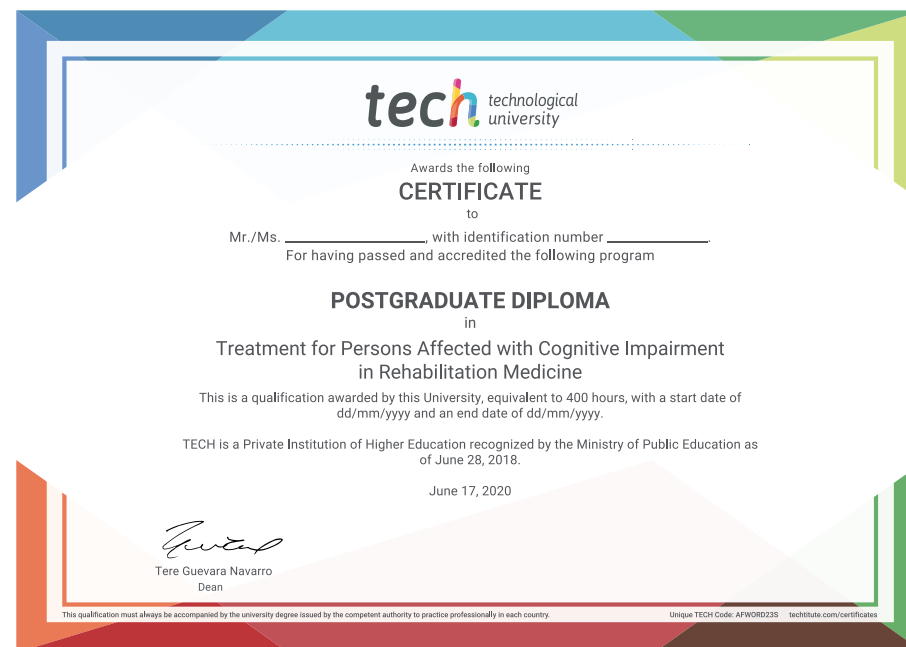 tech technological
university
Awards the following
CERTIFICATE
to
Mr./Ms. ____________________, with identification number ______________.
For having passed and accredited the following program
POSTGRADUATE DIPLOMA
in
Treatment for Persons Affected with Cognitive Impairment
in Rehabilitation Medicine
This is a qualification awarded by this University, equivalent to 400 hours, with a start date of
dd/mm/yyyy and an end date of dd/mm/yyyy.
TECH is a Private Institution of Higher Education recognized by the Ministry of Public Education as
of June 28, 2018.
June 17, 2020
Tere Guevara Navarro
Dean
This qualification must always be accompanied by the university degree issued by the competent authority to practice professionally in each country. Unique TECH Code: AFWORD23S techtitute.com/certificates